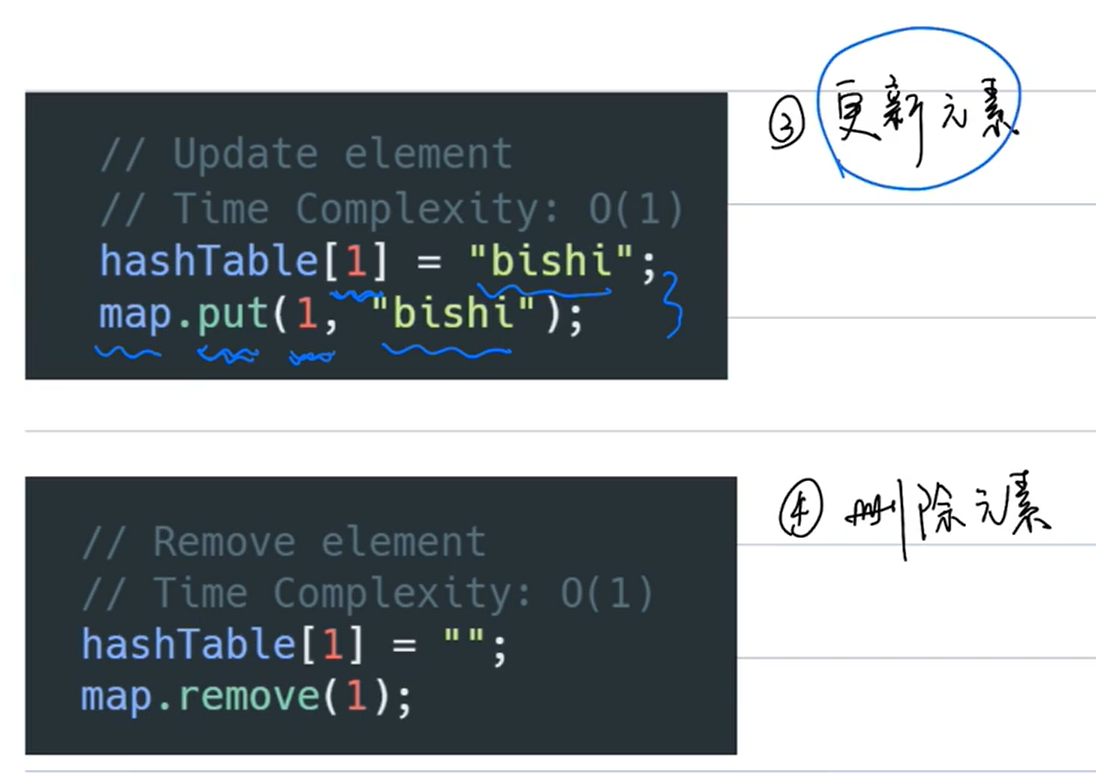 ③ 更新元素
// Update element
// Time Complexity: O(1)
hashTable[1] = "bishi";
map.put(1, "bishi");
④ 删除元素
// Remove element
// Time Complexity: O(1)
hashTable[1] = "";
map.remove(1);